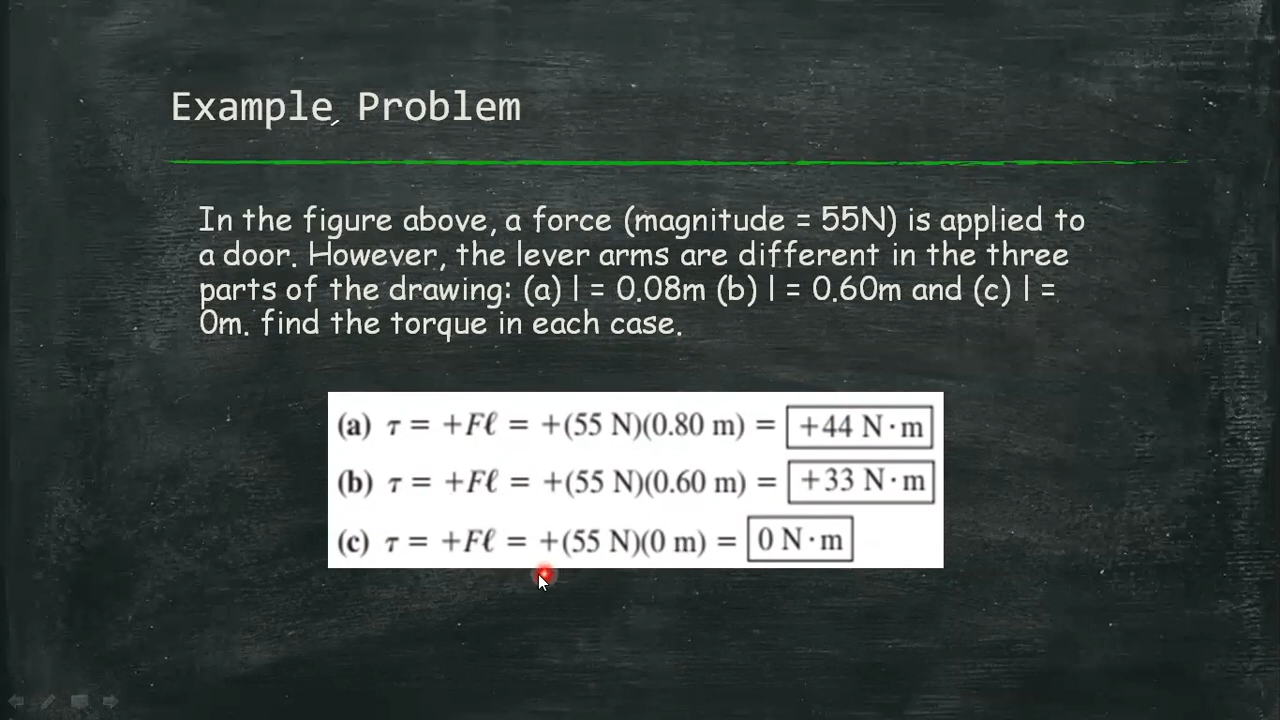 Example Problem
In the figure above, a force (magnitude = 55N) is applied to
a door. However, the lever arms are different in the three
parts of the drawing: (a) l = 0.08m (b) l = 0.60m and (c) l =
0m. find the torque in each case.
(a) τ = +Fℓ = +(55 N)(0.80 m) = +44 N·m
(b) τ = +Fℓ = +(55 N)(0.60 m) = +33 N·m
(c) τ = +Fℓ = +(55 N)(0 m) = 0 N·m